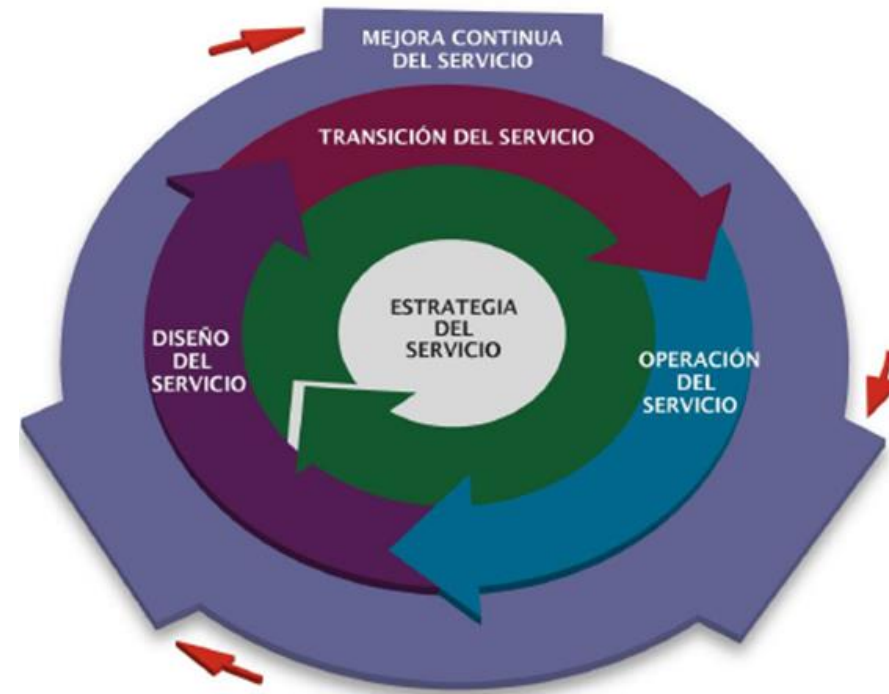 MEJORA CONTINUA
DEL SERVICIO
TRANSICIÓN DEL SERVICIO
ESTRATEGIA
DEL
SERVICIO
DISEÑO
DEL
SERVICIO
OPERACIÓN
DEL
SERVICIO